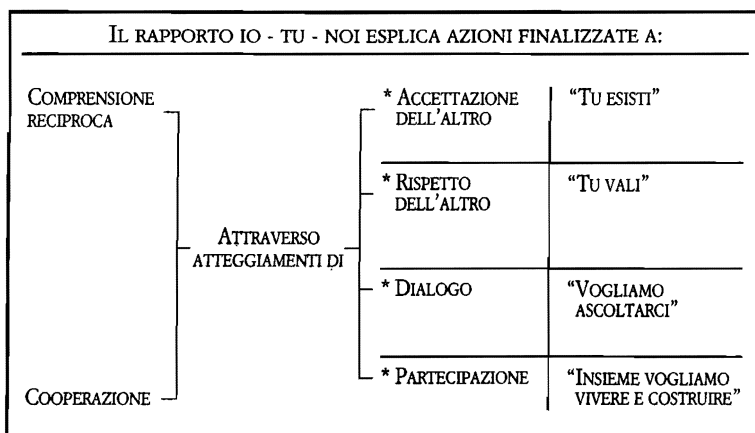 IL RAPPORTO IO - TU - NOI ESPLICA AZIONI FINALIZZATE A:
COMPRENSIONE
RECIPROCA
COOPERAZIONE
ATTRAVERSO
ATTEGGIAMENTI DI
* ACCETTAZIONE
DELL'ALTRO
"TU ESISTI"
* RISPETTO
DELL'ALTRO
"TU VALI"
* DIALOGO
"VOGLIAMO
ASCOLTARCI"
* PARTECIPAZIONE
"INSIEME VOGLIAMO
VIVERE E COSTRUIRE"